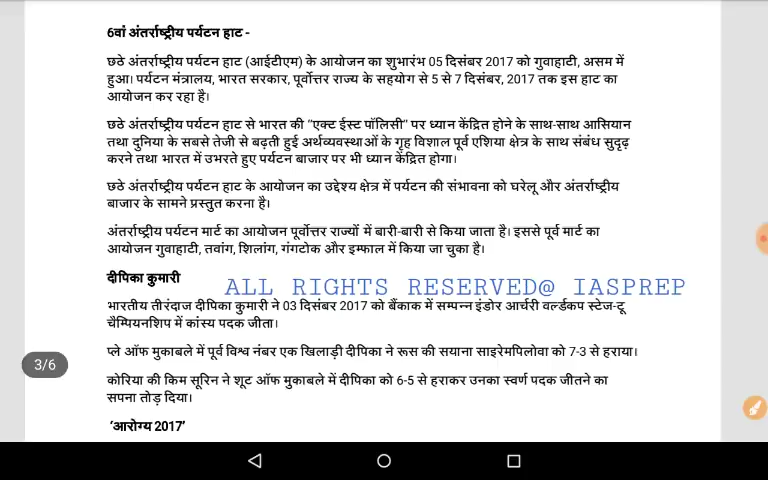 6वां अंतर्राष्ट्रीय पर्यटन हाट -
छठे अंतर्राष्ट्रीय पर्यटन हाट (आईटीएम) के आयोजन का शुभारंभ 05 दिसंबर 2017 को गुवाहाटी, असम में
हुआ। पर्यटन मंत्रालय, भारत सरकार, पूर्वोत्तर राज्य के सहयोग से 5 से 7 दिसंबर, 2017 तक इस हाट का
आयोजन कर रहा है।
छठे अंतर्राष्ट्रीय पर्यटन हाट से भारत की “एक्ट ईस्ट पॉलिसी” पर ध्यान केंद्रित होने के साथ-साथ आसियान
तथा दुनिया के सबसे तेजी से बढ़ती हुई अर्थव्यवस्थाओं के गृह विशाल पूर्व एशिया क्षेत्र के साथ संबंध सुदृढ़
करने तथा भारत में उभरते हुए पर्यटन बाजार पर भी ध्यान केंद्रित होगा।
छठे अंतर्राष्ट्रीय पर्यटन हाट के आयोजन का उद्देश्य क्षेत्र में पर्यटन की संभावना को घरेलू और अंतर्राष्ट्रीय
बाजार के सामने प्रस्तुत करना है।
अंतर्राष्ट्रीय पर्यटन मार्ट का आयोजन पूर्वोत्तर राज्यों में बारी-बारी से किया जाता है। इससे पूर्व मार्ट का
आयोजन गुवाहाटी, तवांग, शिलांग, गंगटोक और इम्फाल में किया जा चुका है।
दीपिका कुमारी
ALL RIGHTS RESERVED@ IASPREP
भारतीय तीरंदाज दीपिका कुमारी ने 03 दिसंबर 2017 को बैंकाक में सम्पन्न इंडोर आर्चरी वर्ल्डकप स्टेज-टू
चैम्पियनशिप में कांस्य पदक जीता।
प्ले ऑफ मुकाबले में पूर्व विश्व नंबर एक खिलाड़ी दीपिका ने रूस की सयाना साइरेमपिलोवा को 7-3 से हराया।
3/6
कोरिया की किम सूरिन ने शूट ऑफ मुकाबले में दीपिका को 6-5 से हराकर उनका स्वर्ण पदक जीतने का
सपना तोड़ दिया।
‘आरोग्य 2017’